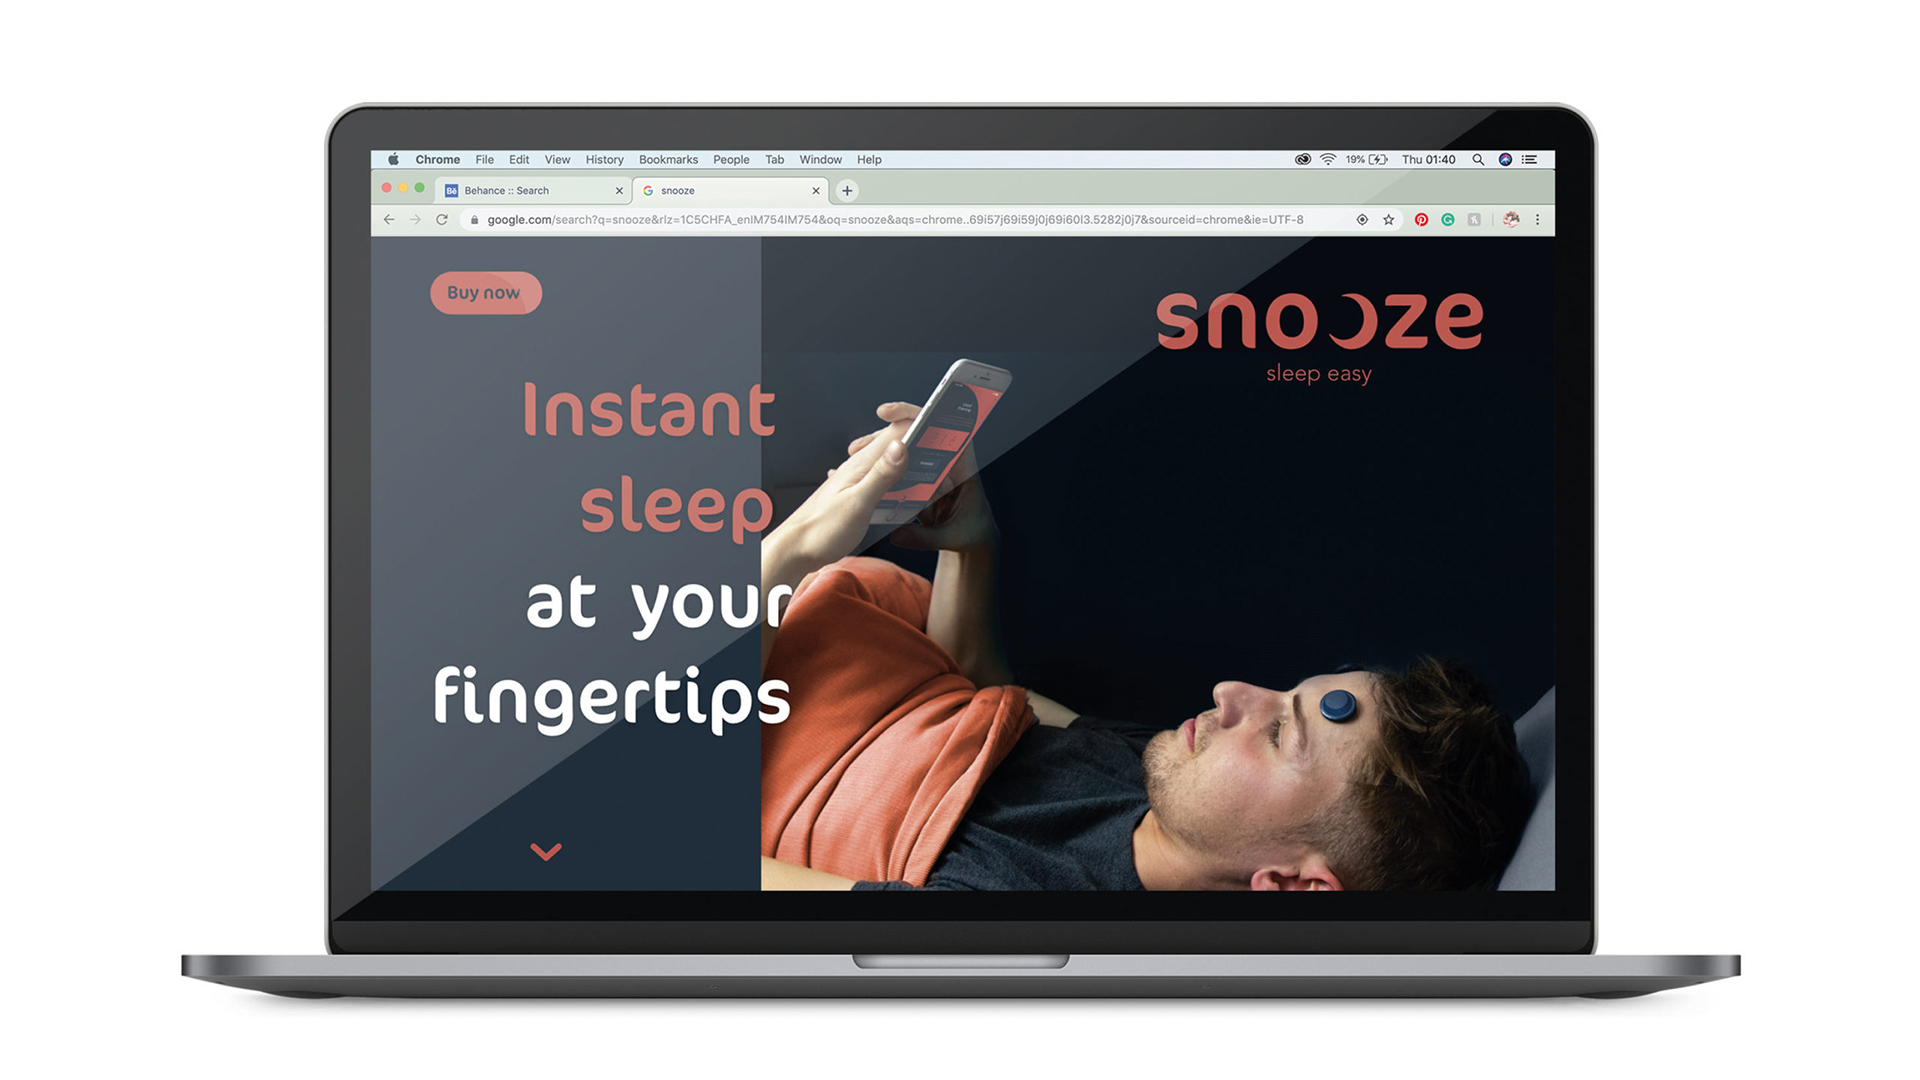 Chrome File Edit View History Bookmarks People Tab Window Help 19% Thu 01:40
Bē Behance :: Search snooze
google.com/search?q=snooze&rlz=1C5CHFA_enIM754IM754&oq=snooze&aqs=chrome..69i57j69i59j0j69i60l3.5282j0j7&sourceid=chrome&ie=UTF-8
Buy now
snooze
sleep easy
Instant
sleep
at your
fingertips